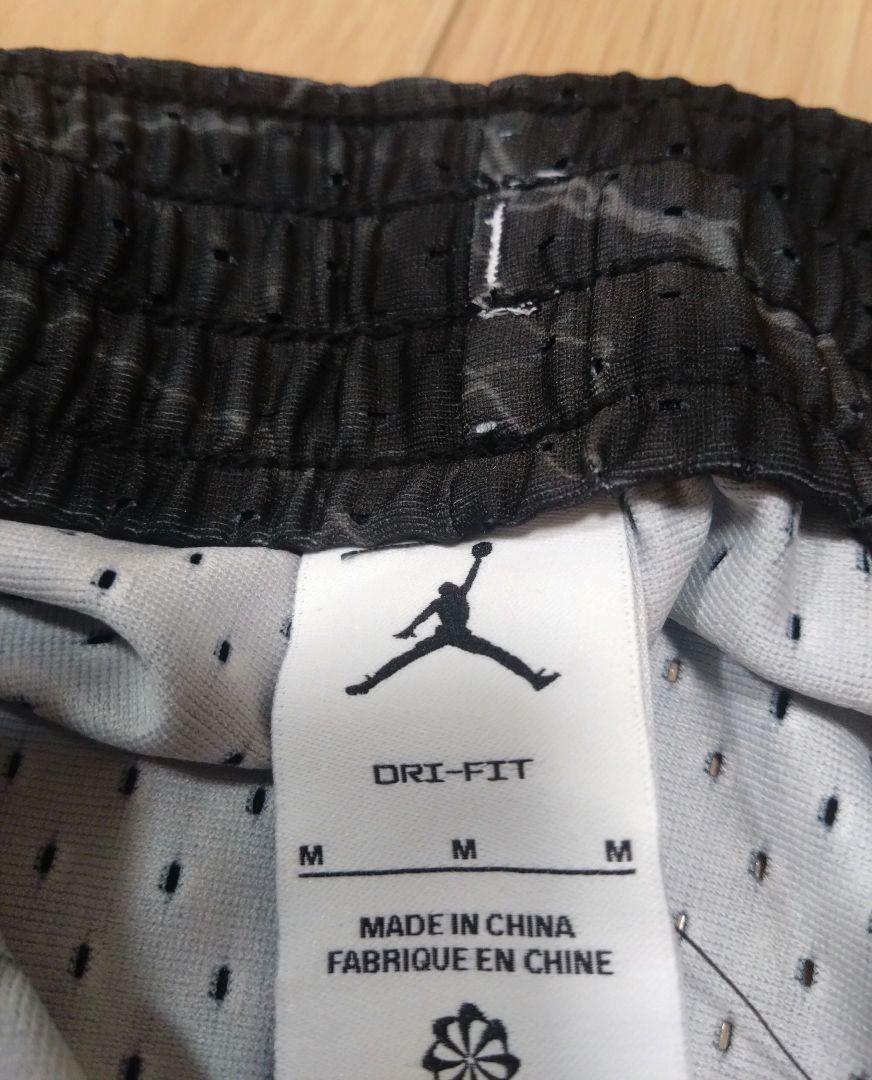 DRI-FIT
M M M
MADE IN CHINA
FABRIQUE EN CHINE